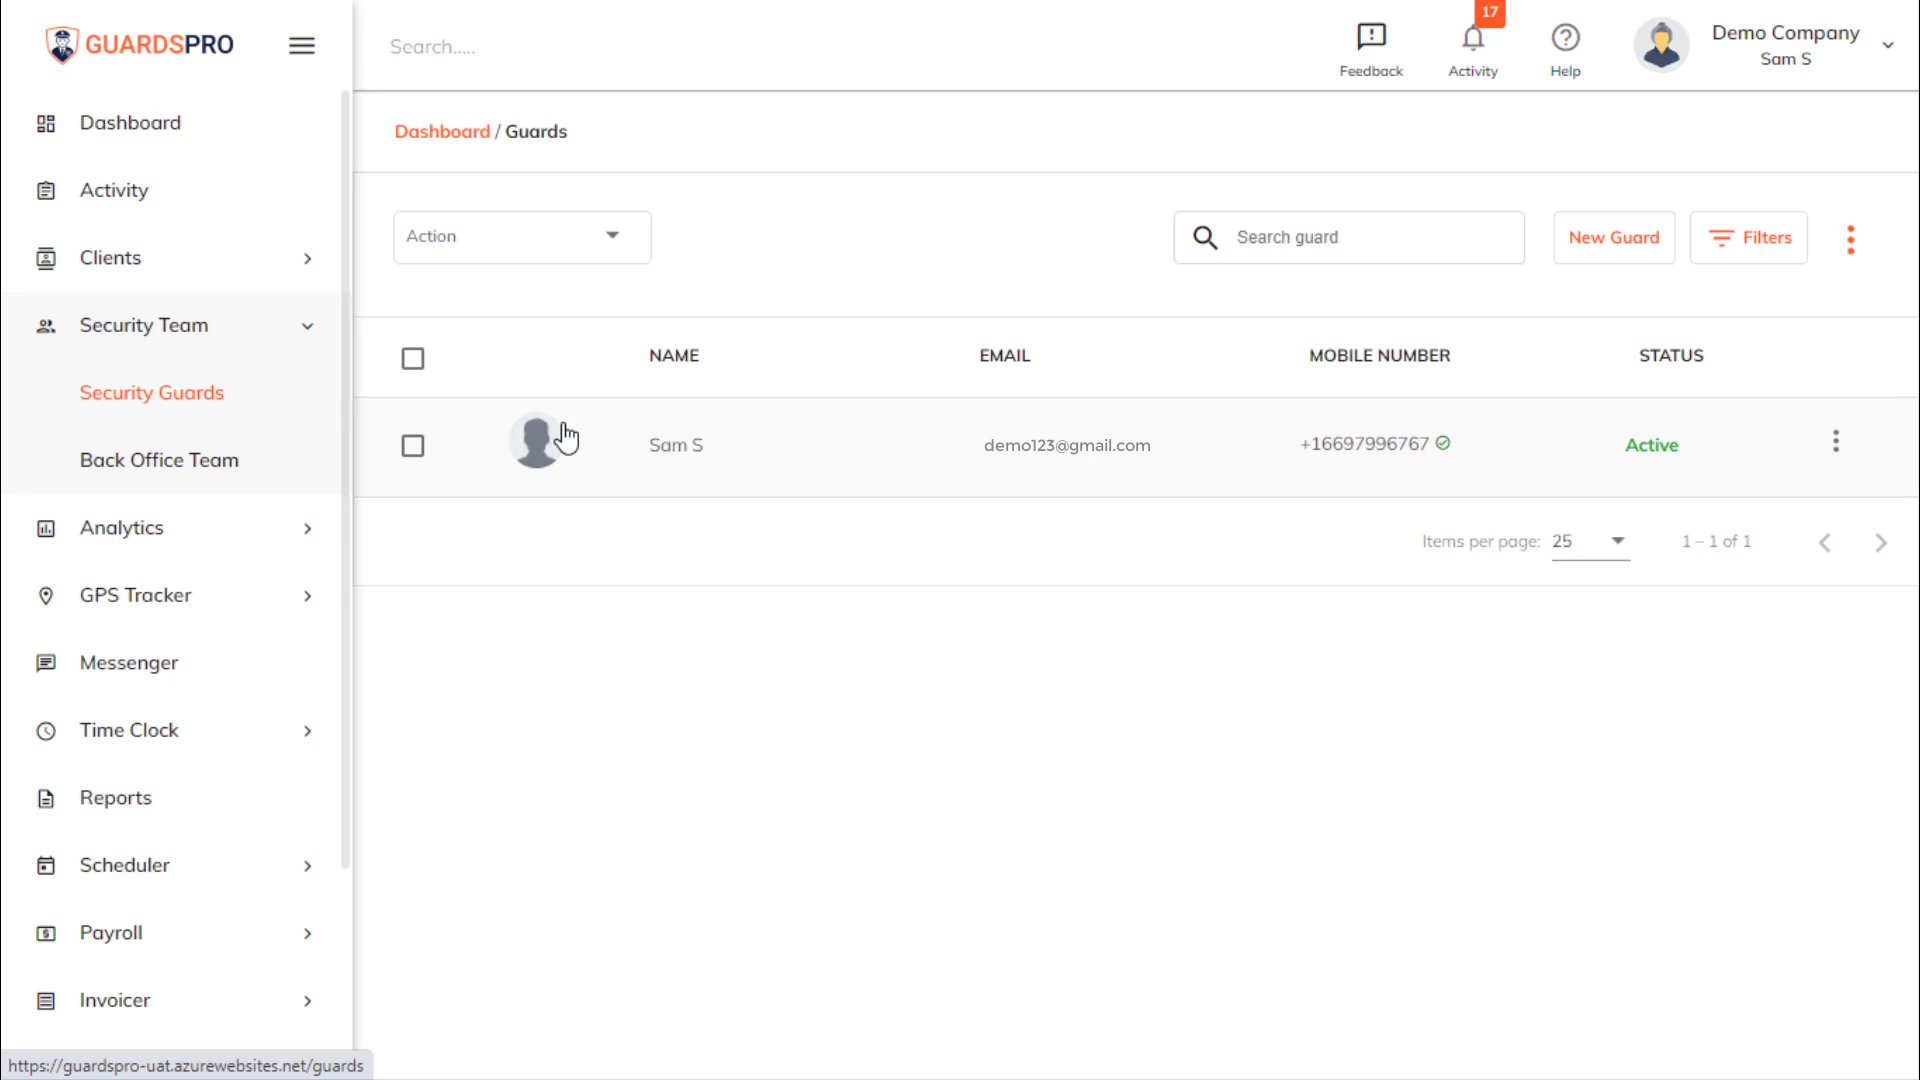 GUARDSPRO
Search.....
17
Feedback
Activity
Help
Demo Company
Sam S
Dashboard
Activity
Clients
Security Team
Security Guards
Back Office Team
Analytics
GPS Tracker
Messenger
Time Clock
Reports
Scheduler
Payroll
Invoicer
Dashboard / Guards
Action
Search guard
New Guard
Filters
NAME EMAIL MOBILE NUMBER STATUS
Sam S demo123@gmail.com +16697996767 Active
Items per page: 25 1 – 1 of 1
https://guardspro-uat.azurewebsites.net/guards